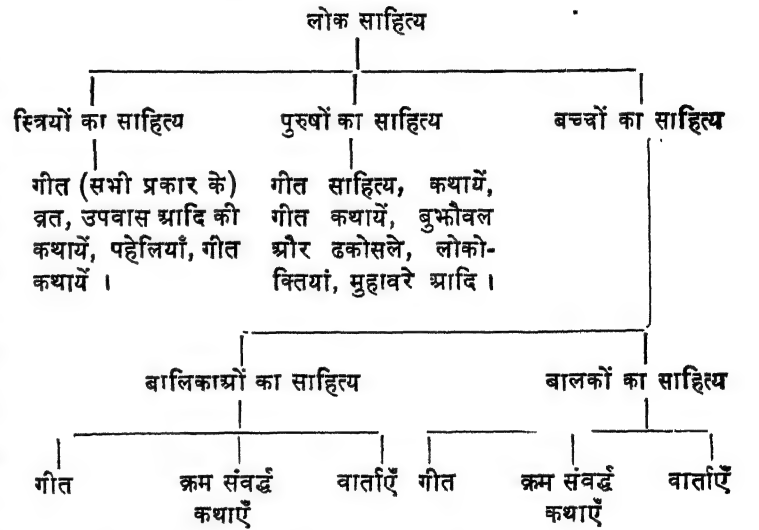 लोक साहित्य
स्त्रियों का साहित्य पुरुषों का साहित्य बच्चों का साहित्य
गीत (सभी प्रकार के)
व्रत, उपवास आदि की
कथायें, पहेलियाँ, गीत
कथायें ।
गीत साहित्य, कथायें,
गीत कथायें, बुझौवल
और ढकोसले, लोको-
क्तियां, मुहावरे आदि ।
बालिकाओं का साहित्य बालकों का साहित्य
गीत क्रम संवर्द्ध वार्ताएँ गीत क्रम संवर्द्ध वार्ताएँ
कथाएँ कथाएँ